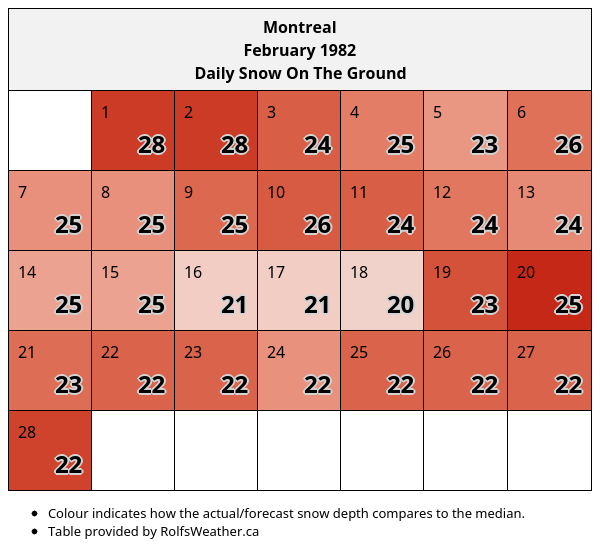 Montreal
February 1982
Daily Snow On The Ground
1 2 3 4 5 6
28 28 24 25 23 26
7 8 9 10 11 12 13
25 25 25 26 24 24 24
14 15 16 17 18 19 20
25 25 21 21 20 23 25
21 22 23 24 25 26 27
23 22 22 22 22 22 22
28
22
• Colour indicates how the actual/forecast snow depth compares to the median.
• Table provided by RolfsWeather.ca